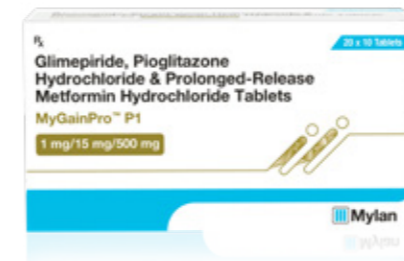 Rx
20 x 10 Tablets
Glimepiride, Pioglitazone
Hydrochloride & Prolonged-Release
Metformin Hydrochloride Tablets
MyGainPro™ P1
1 mg/15 mg/500 mg
Mylan